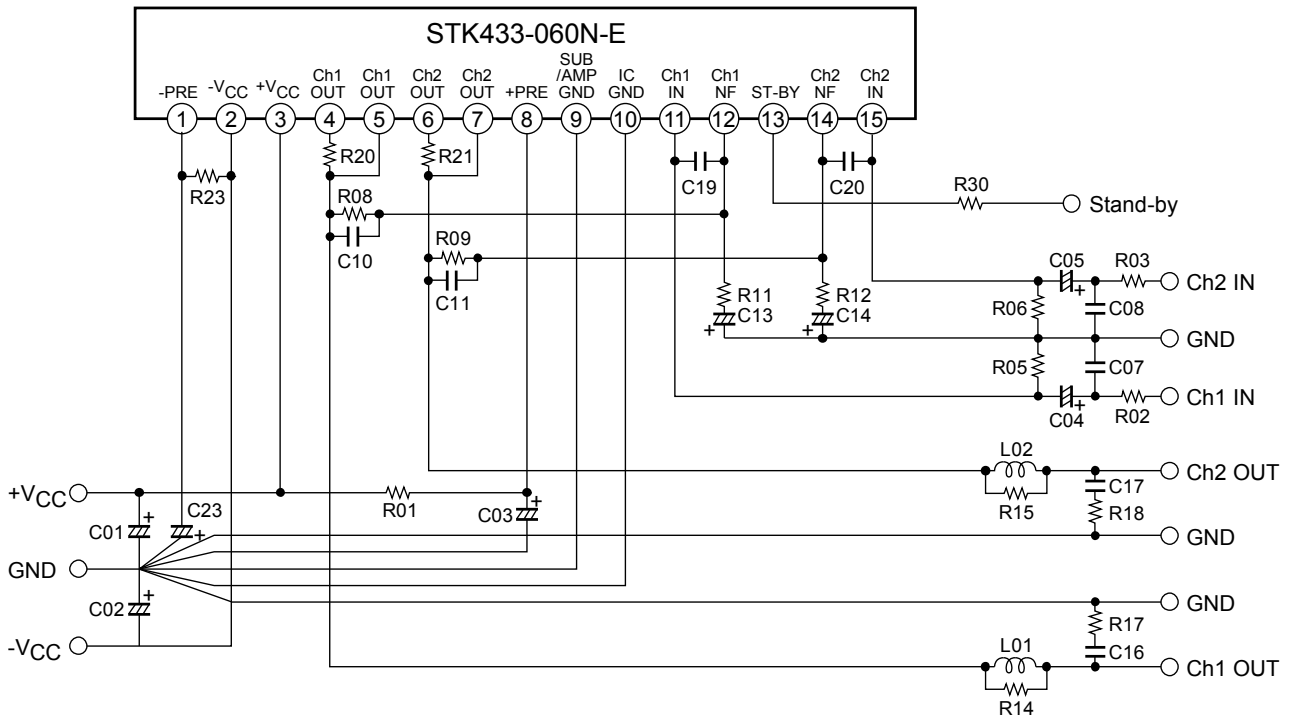 STK433-060N-E
-PRE -VCC +VCC Ch1 OUT Ch1 OUT Ch2 OUT Ch2 OUT +PRE SUB /AMP GND IC GND Ch1 IN Ch1 NF ST-BY Ch2 NF Ch2 IN
1 2 3 4 5 6 7 8 9 10 11 12 13 14 15
R20 R21
C19 C20
R23
R30
Stand-by
R08
C10
R09
C11
C05 R03
+
Ch2 IN
R11
C13
+
R12
C14
+
R06 C08
GND
R05 C07
+
C04 R02
Ch1 IN
L02
Ch2 OUT
R15
C17
R18
+VCC
R01
C01 +
C23 +
C03 +
GND
GND
C02 +
GND
R17
C16
-VCC
L01
Ch1 OUT
R14